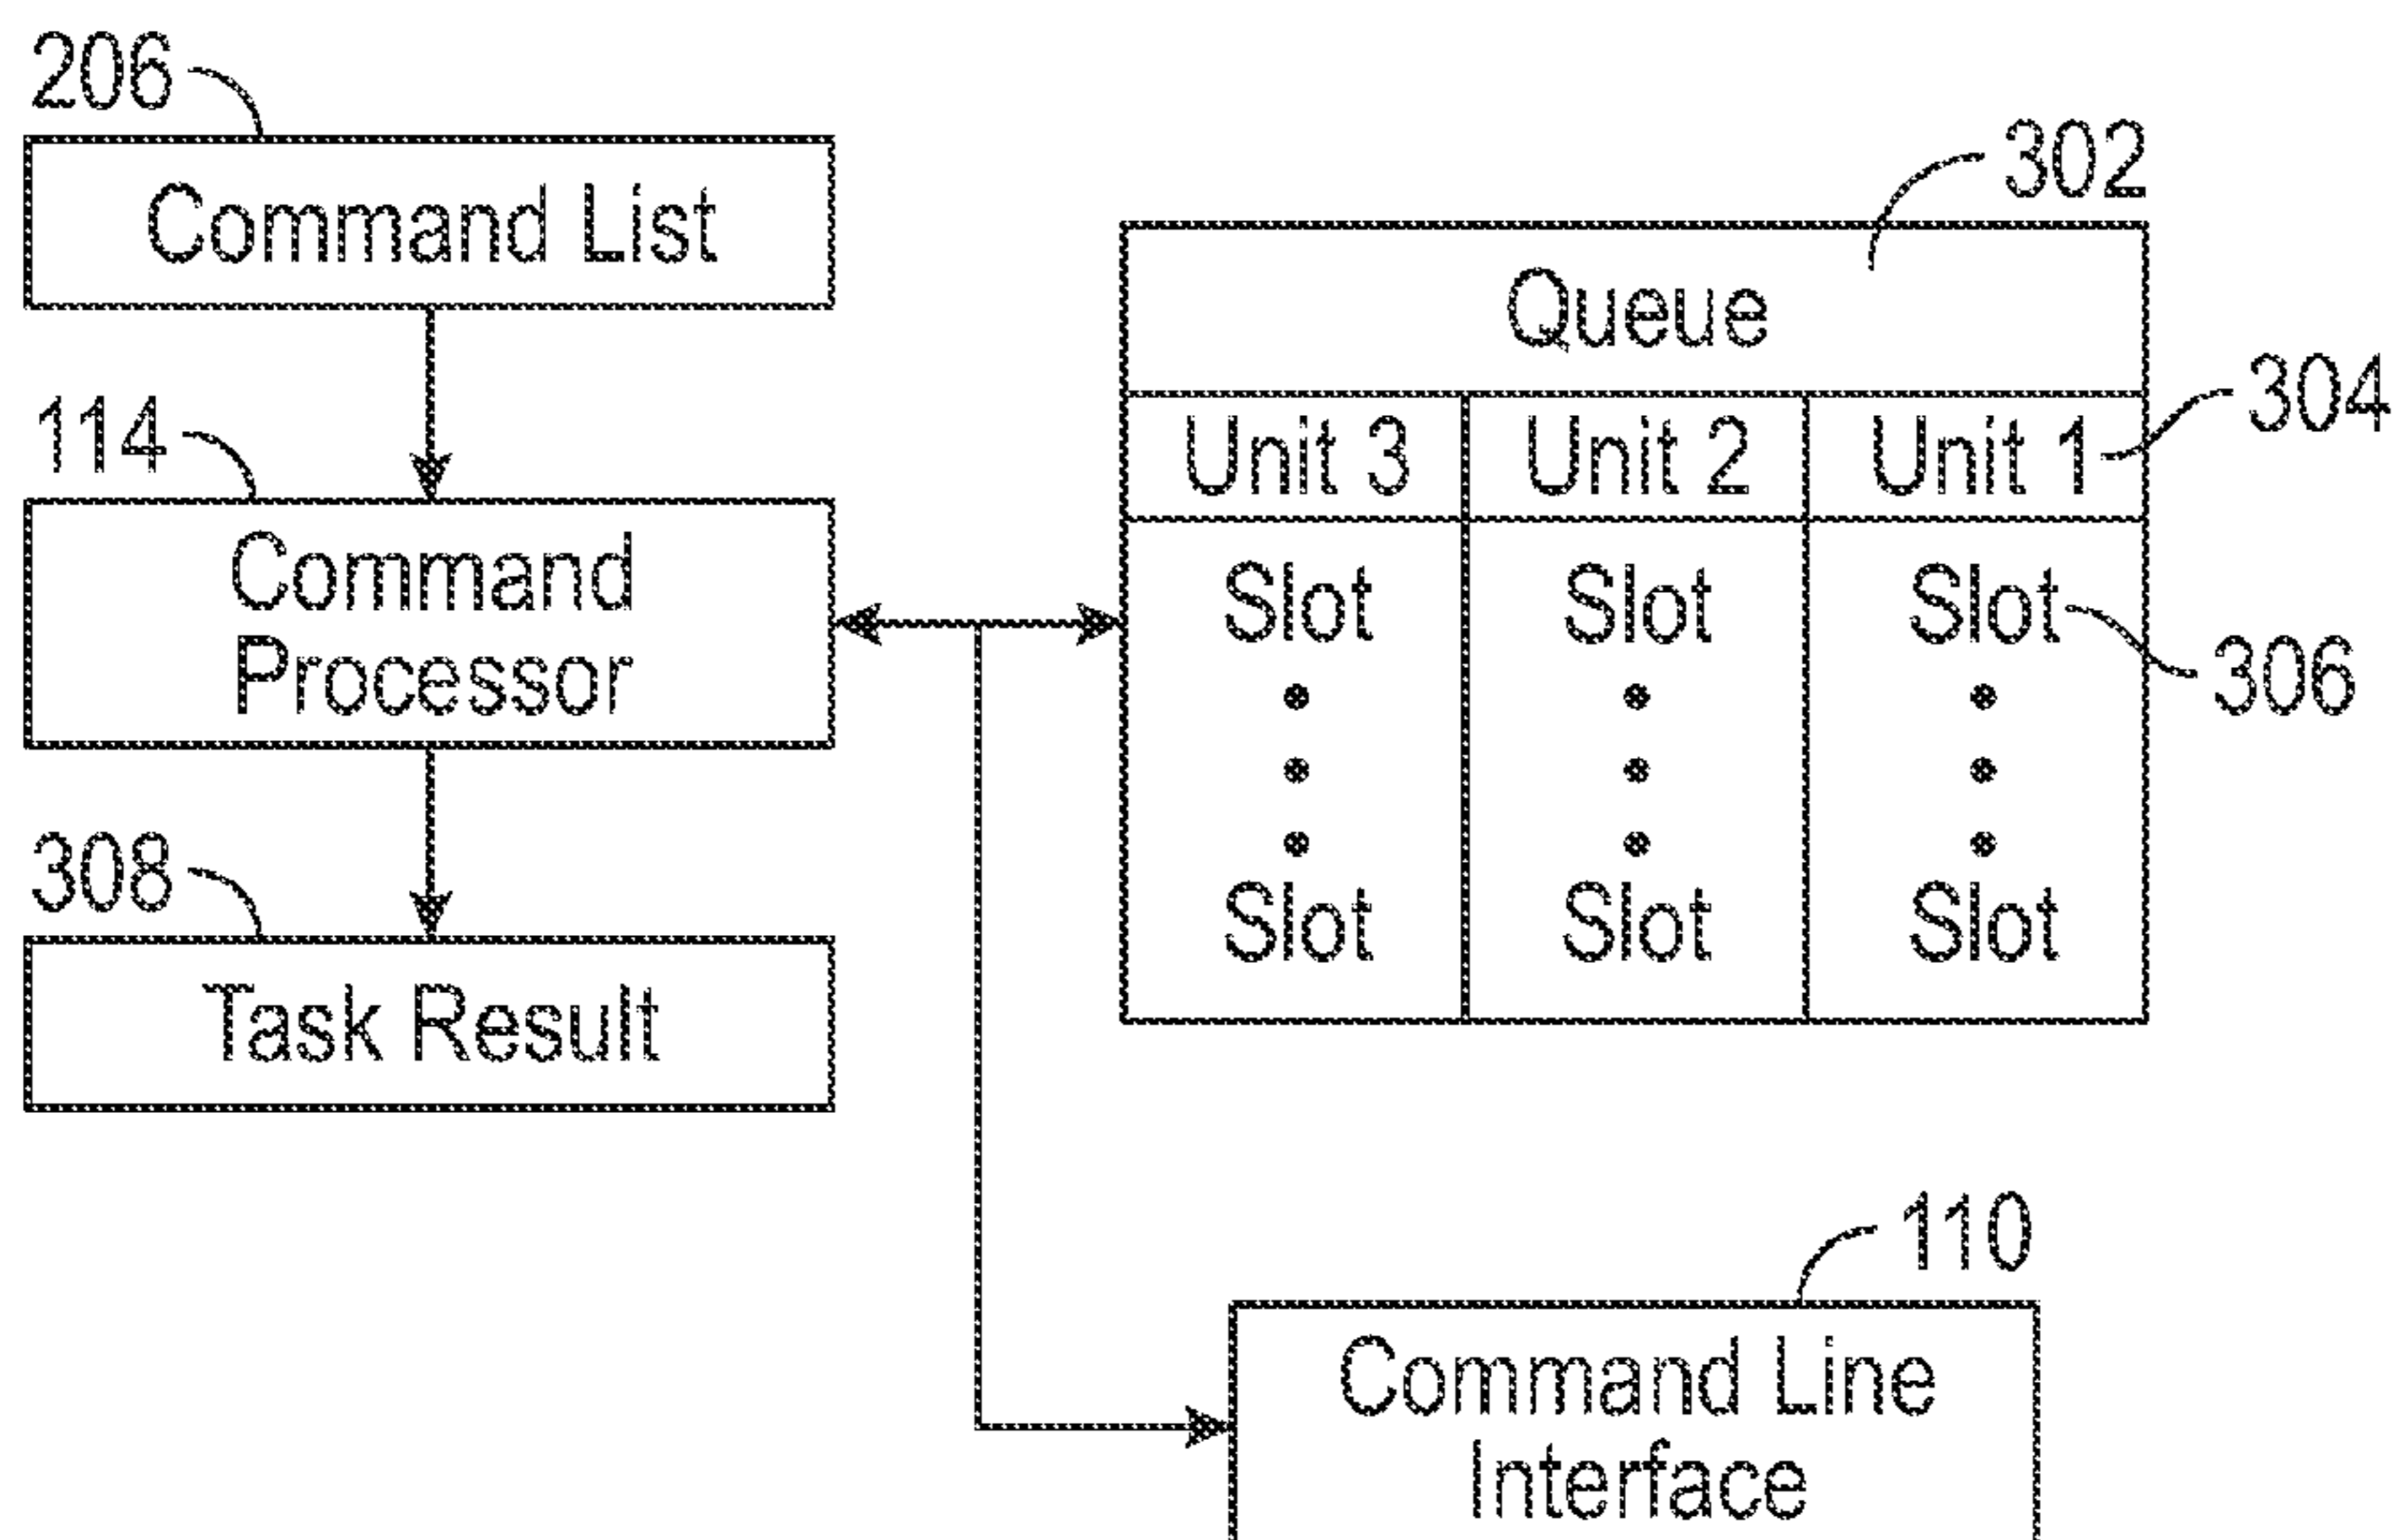 206
Command List
302
Queue
304
114
Unit 3 Unit 2 Unit 1
Command
Processor
Slot Slot Slot
306
308
Slot Slot Slot
Task Result
110
Command Line
Interface